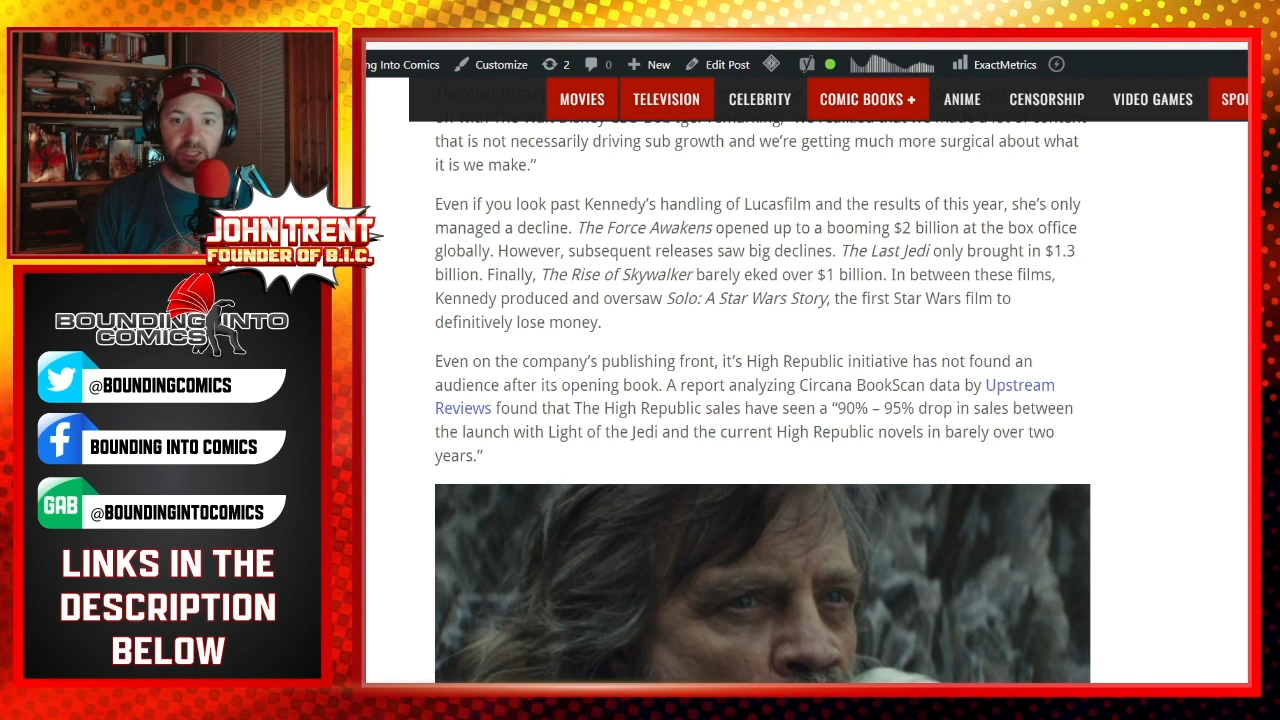 ng Into Comics Customize 2 0 New Edit Post ExactMetrics
MOVIES TELEVISION CELEBRITY COMIC BOOKS + ANIME CENSORSHIP VIDEO GAMES SPO
The Walt Disney
that is not necessarily driving sub growth and we're getting much more surgical about what
it is we make.”
Even if you look past Kennedy’s handling of Lucasfilm and the results of this year, she’s only
managed a decline. The Force Awakens opened up to a booming $2 billion at the box office
globally. However, subsequent releases saw big declines. The Last Jedi only brought in $1.3
billion. Finally, The Rise of Skywalker barely eked over $1 billion. In between these films,
Kennedy produced and oversaw Solo: A Star Wars Story, the first Star Wars film to
definitively lose money.
Even on the company’s publishing front, it’s High Republic initiative has not found an
audience after its opening book. A report analyzing Circana BookScan data by Upstream
Reviews found that The High Republic sales have seen a “90% – 95% drop in sales between
the launch with Light of the Jedi and the current High Republic novels in barely over two
years.”
JOHN TRENT
FOUNDER OF B.I.C.
BOUNDING INTO
COMICS
@BOUNDINGCOMICS
BOUNDING INTO COMICS
GAB @BOUNDINGINTOCOMICS
LINKS IN THE
DESCRIPTION
BELOW